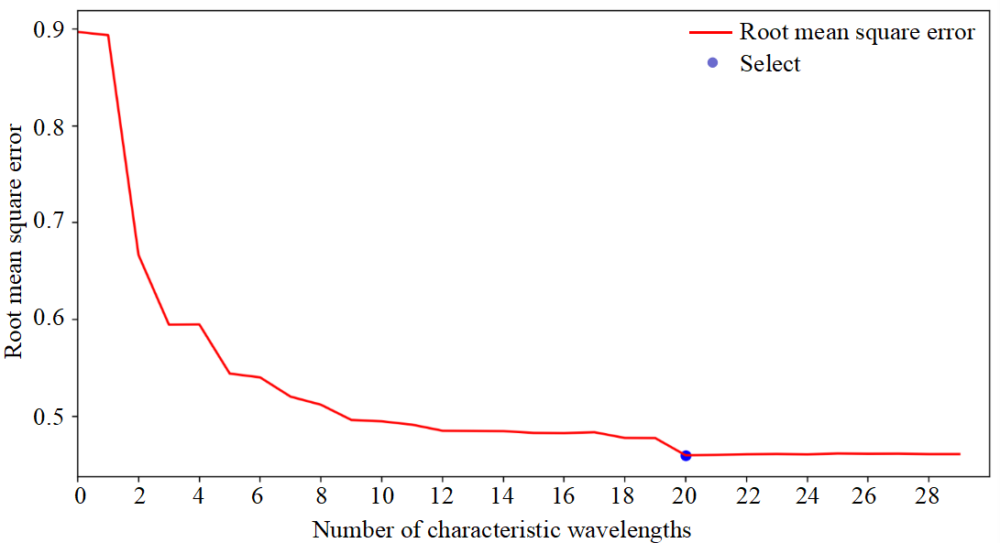 0.9
0.8
0.7
0.6
0.5
Root mean square error
Root mean square error
Select
0 2 4 6 8 10 12 14 16 18 20 22 24 26 28
Number of characteristic wavelengths